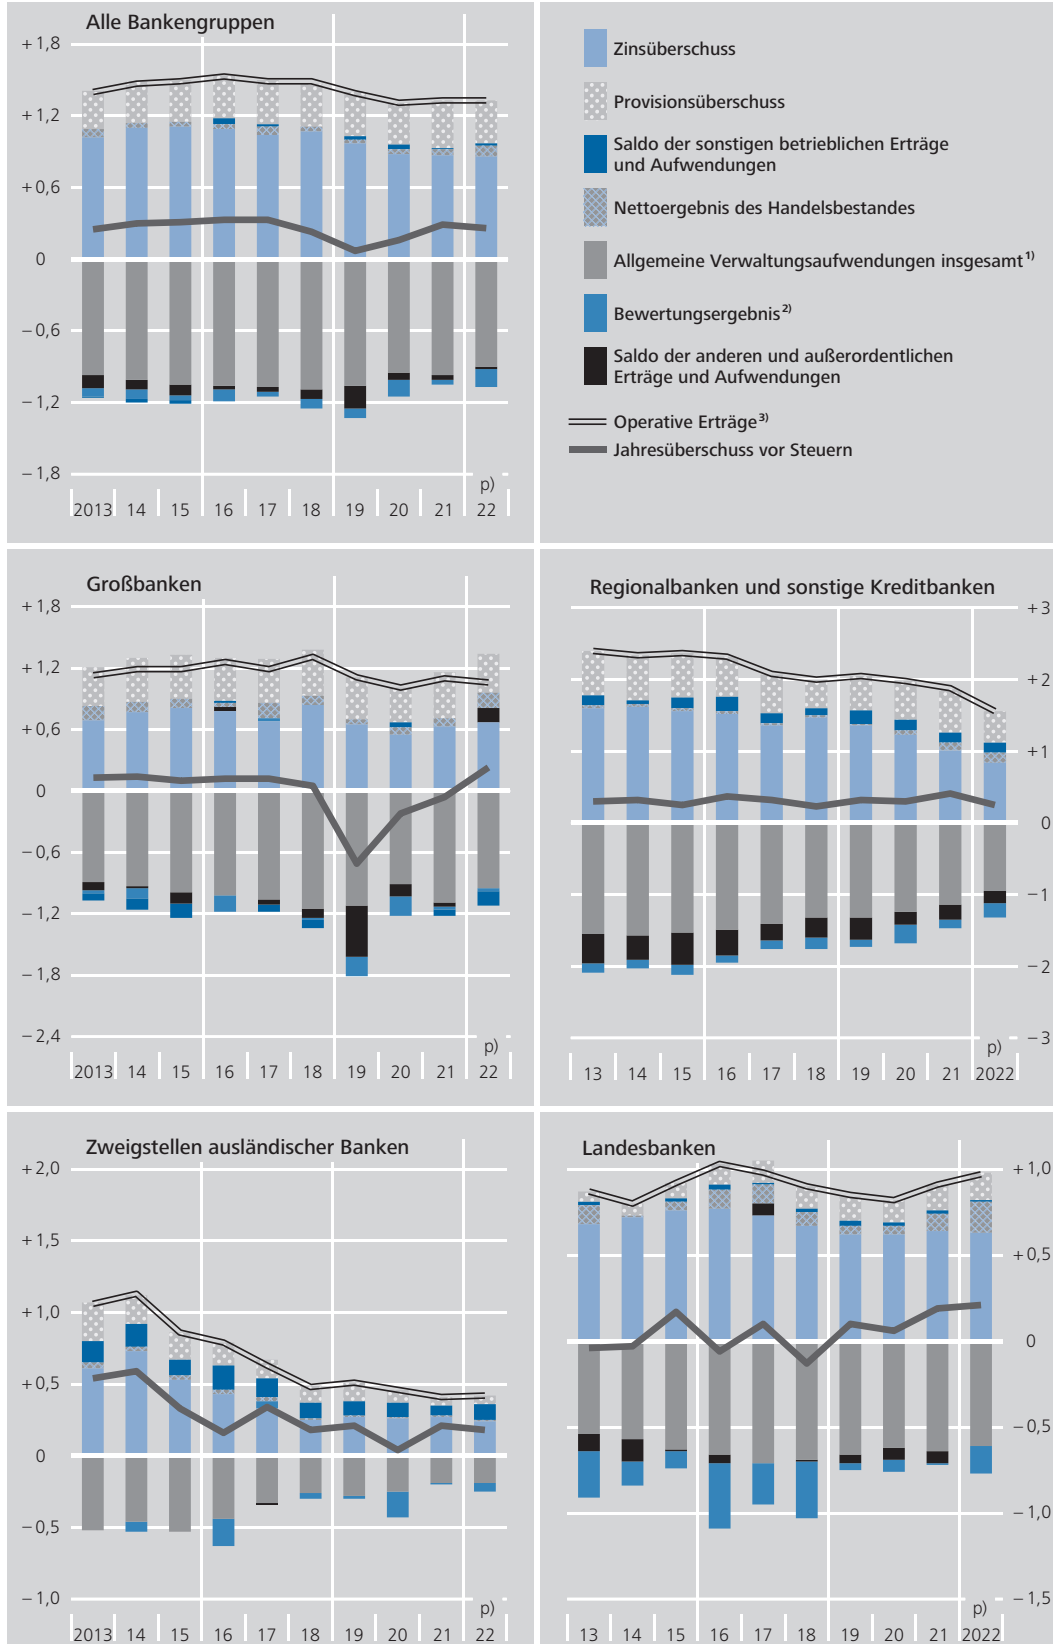 Alle Bankengruppen
+ 1,8
+ 1,2
+ 0,6
0
− 0,6
− 1,2
− 1,8
p)
2013 14 15 16 17 18 19 20 21 22
Zinsüberschuss
Provisionsüberschuss
Saldo der sonstigen betrieblichen Erträge
und Aufwendungen
Nettoergebnis des Handelsbestandes
Allgemeine Verwaltungsaufwendungen insgesamt 1)
Bewertungsergebnis 2)
Saldo der anderen und außerordentlichen
Erträge und Aufwendungen
Operative Erträge 3)
Jahresüberschuss vor Steuern
Großbanken
+ 1,8
+ 1,2
+ 0,6
0
− 0,6
− 1,2
− 1,8
− 2,4
p)
2013 14 15 16 17 18 19 20 21 22
Regionalbanken und sonstige Kreditbanken
+ 3
+ 2
+ 1
0
− 1
− 2
− 3
p)
13 14 15 16 17 18 19 20 21 2022
Zweigstellen ausländischer Banken
+ 2,0
+ 1,5
+ 1,0
+ 0,5
0
− 0,5
− 1,0
p)
2013 14 15 16 17 18 19 20 21 22
Landesbanken
+ 1,0
+ 0,5
0
− 0,5
− 1,0
− 1,5
p)
13 14 15 16 17 18 19 20 21 2022